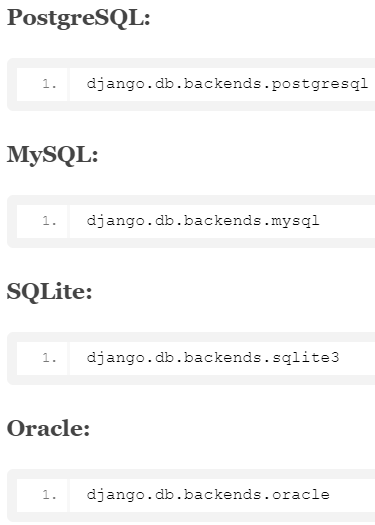 PostgreSQL:
1. django.db.backends.postgresql
MySQL:
1. django.db.backends.mysql
SQLite:
1. django.db.backends.sqlite3
Oracle:
1. django.db.backends.oracle